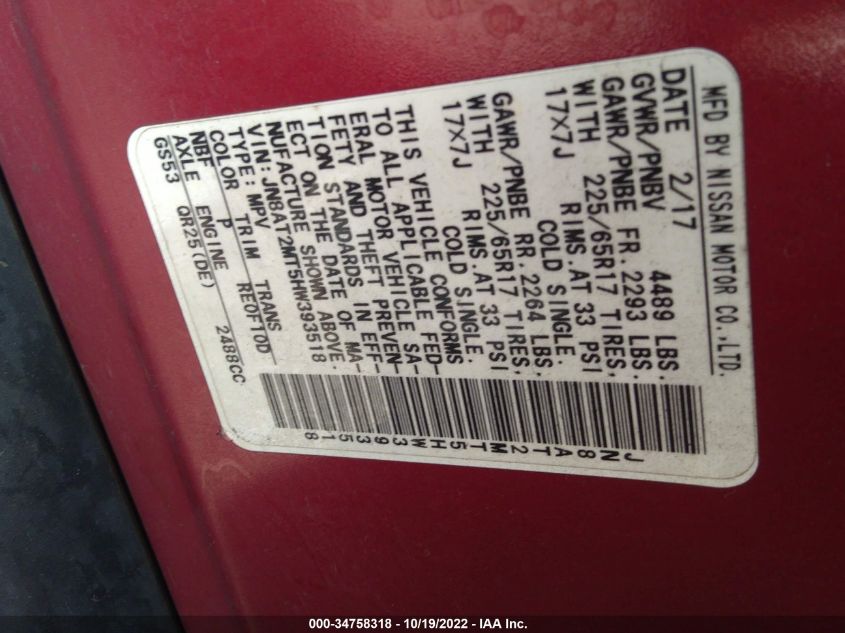 MFD BY NISSAN MOTOR CO.,LTD.
DATE 2/17
GVWR/PNBV 4489 LBS.
GAWR/PNBE FR. 2293 LBS.
WITH 225/65R17 TIRES,
17X7J RIMS.AT 33 PSI
COLD SINGLE.
GAWR/PNBE RR. 2264 LBS.
WITH 225/65R17 TIRES,
17X7J RIMS.AT 33 PSI
COLD SINGLE.
THIS VEHICLE CONFORMS
TO ALL APPLICABLE FED-
ERAL MOTOR VEHICLE SA-
FETY AND THEFT PREVEN-
TION STANDARDS IN EFF-
ECT ON THE DATE OF MA-
NUFACTURE SHOWN ABOVE.
VIN:JN8AT2MT5HW393518
TYPE:MPV
COLOR TRIM TRANS
NBF P RE0F10D
AXLE ENGINE
GS53 QR25(DE) 2488CC
JN8AT2MT5HW393518
000-34758318 - 10/19/2022 - IAA Inc.